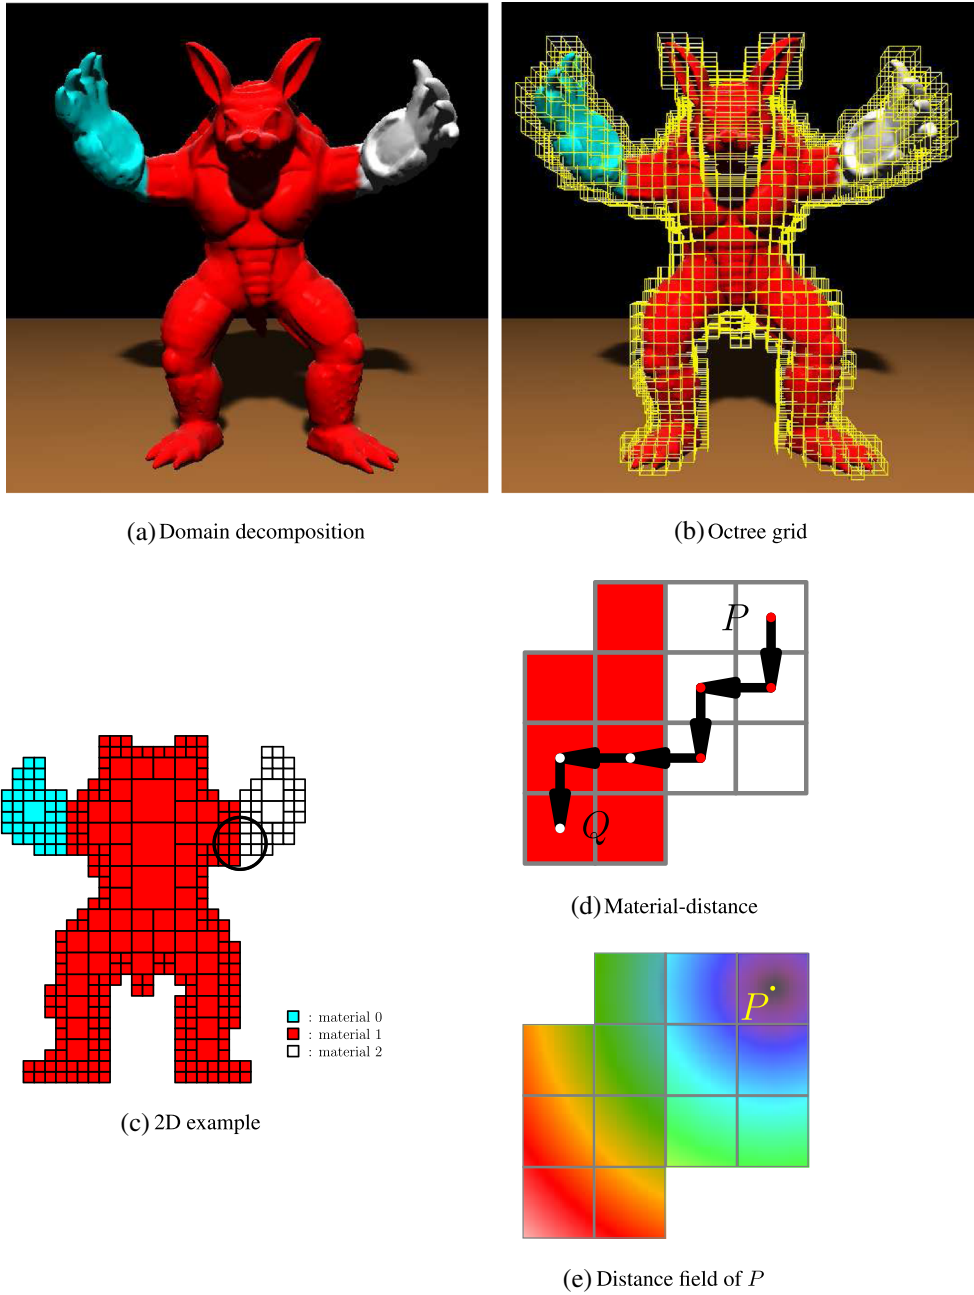 (a) Domain decomposition
(b) Octree grid
P
Q
(d) Material-distance
: material 0
: material 1
: material 2
(c) 2D example
P
(e) Distance field of P